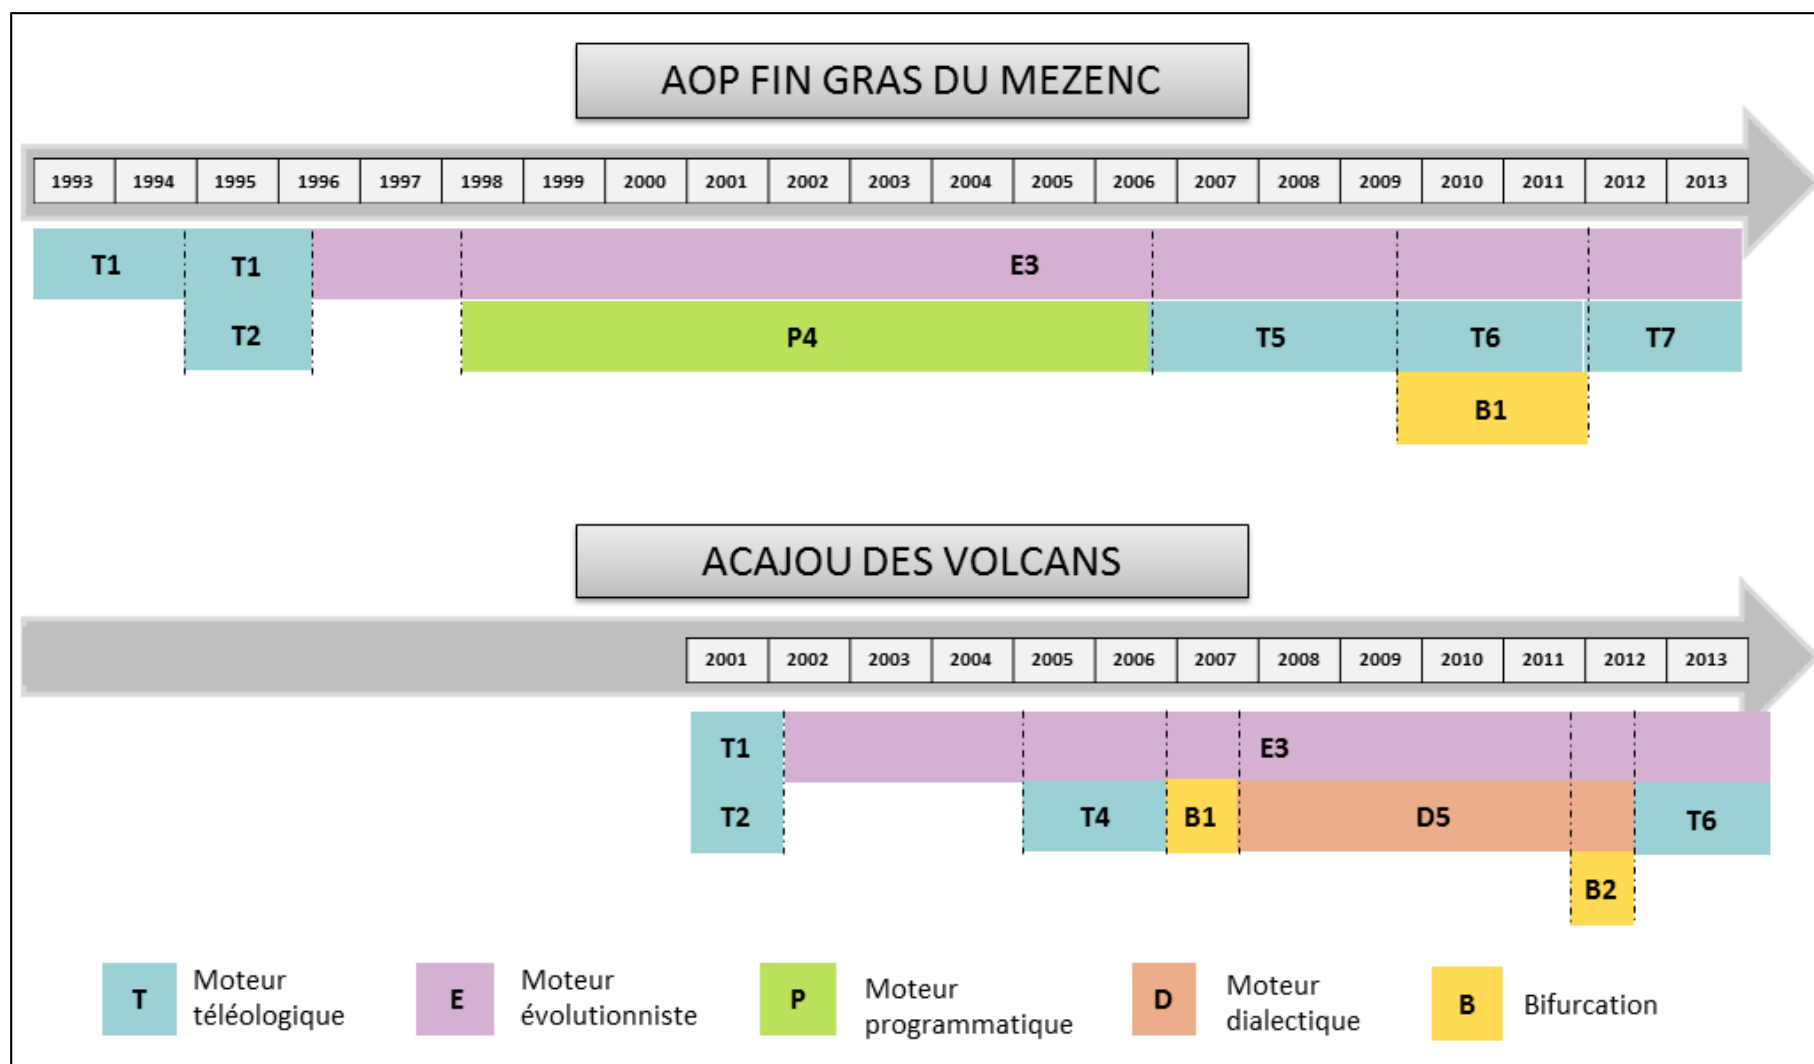 AOP FIN GRAS DU MEZENC
1993 1994 1995 1996 1997 1998 1999 2000 2001 2002 2003 2004 2005 2006 2007 2008 2009 2010 2011 2012 2013
T1 T1 E3
T2 P4 T5 T6 T7
B1
ACAJOU DES VOLCANS
2001 2002 2003 2004 2005 2006 2007 2008 2009 2010 2011 2012 2013
T1 E3
T2 T4 B1 D5 T6
B2
T Moteur téléologique
E Moteur évolutionniste
P Moteur programmatique
D Moteur dialectique
B Bifurcation